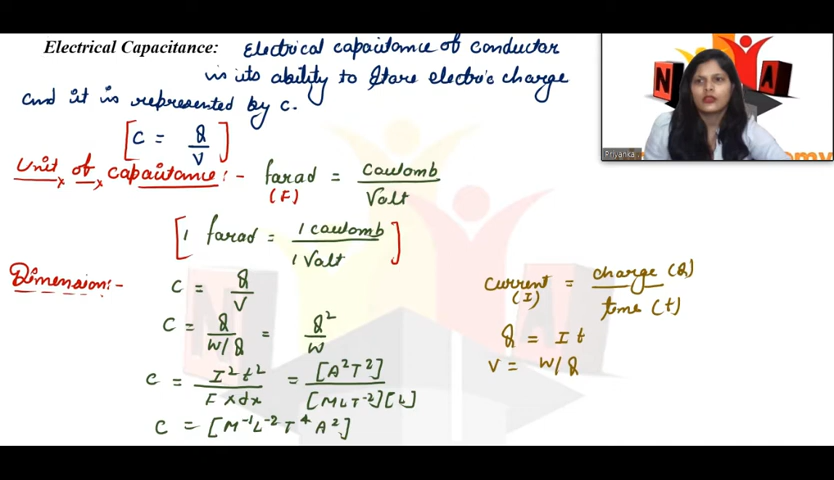 Electrical Capacitance: Electrical capacitance of conductor
is its ability to Store electric charge
and it is represented by c.
[C = Q/V]
Unit of capacitance :- farad (F) = Coulomb/Volt
[1 farad = 1 coulomb/1 Volt]
Dimension :- C = Q/V
C = Q/(W/Q) = Q²/W
C = I²t²/(F × dx) = [A²T²]/([MLT⁻²][L])
C = [M⁻¹L⁻²T⁴A²]
Current (I) = charge (Q)/time (t)
Q = It
V = W/Q
N A
Priyanka